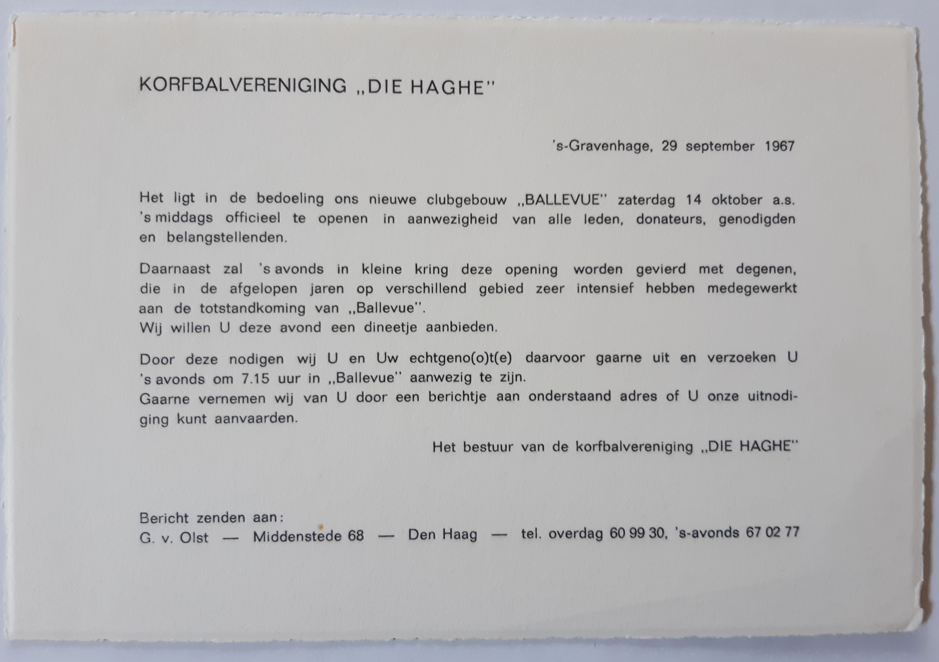 KORFBALVERENIGING „DIE HAGHE”
's-Gravenhage, 29 september 1967
Het ligt in de bedoeling ons nieuwe clubgebouw „BALLEVUE” zaterdag 14 oktober a.s.
's middags officieel te openen in aanwezigheid van alle leden, donateurs, genodigden
en belangstellenden.
Daarnaast zal 's avonds in kleine kring deze opening worden gevierd met degenen,
die in de afgelopen jaren op verschillend gebied zeer intensief hebben medegewerkt
aan de totstandkoming van „Ballevue”.
Wij willen U deze avond een dineetje aanbieden.
Door deze nodigen wij U en Uw echtgeno(o)t(e) daarvoor gaarne uit en verzoeken U
's avonds om 7.15 uur in „Ballevue” aanwezig te zijn.
Gaarne vernemen wij van U door een berichtje aan onderstaand adres of U onze uitnodi-
ging kunt aanvaarden.
Het bestuur van de korfbalvereniging „DIE HAGHE”
Bericht zenden aan:
G. v. Olst — Middenstede 68 — Den Haag — tel. overdag 60 99 30, 's-avonds 67 02 77